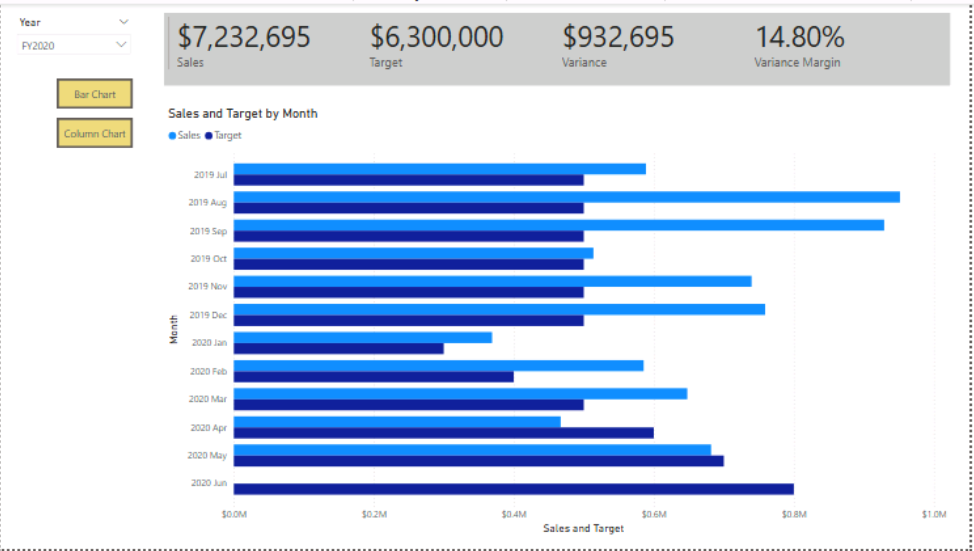 Year
FY2020
Bar Chart
Column Chart
$7,232,695 $6,300,000 $932,695 14.80%
Sales Target Variance Variance Margin
Sales and Target by Month
Sales Target
2019 Jul
2019 Aug
2019 Sep
2019 Oct
2019 Nov
2019 Dec
2020 Jan
2020 Feb
2020 Mar
2020 Apr
2020 May
2020 Jun
Month
$0.0M $0.2M $0.4M $0.6M $0.8M $1.0M
Sales and Target